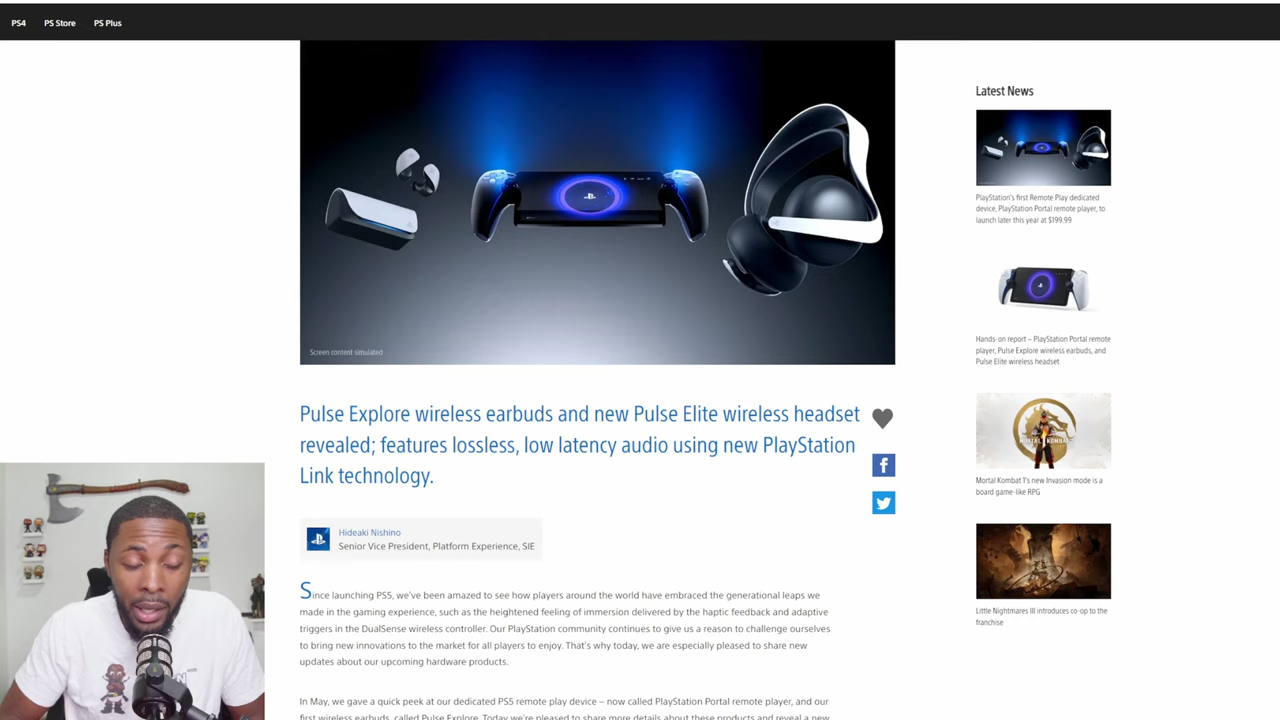 PS4 PS Store PS Plus
Screen content simulated
Pulse Explore wireless earbuds and new Pulse Elite wireless headset
revealed; features lossless, low latency audio using new PlayStation
Link technology.
Hideaki Nishino
Senior Vice President, Platform Experience, SIE
Since launching PS5, we've been amazed to see how players around the world have embraced the generational leaps we
made in the gaming experience, such as the heightened feeling of immersion delivered by the haptic feedback and adaptive
triggers in the DualSense wireless controller. Our PlayStation community continues to give us a reason to challenge ourselves
to bring new innovations to the market for all players to enjoy. That's why today, we are especially pleased to share new
updates about our upcoming hardware products.
In May, we gave a quick peek at our dedicated PS5 remote play device – now called PlayStation Portal remote player, and our
first wireless earbuds, called Pulse Explore. Today we're pleased to share more details about these products and reveal a new
Latest News
PlayStation's first Remote Play dedicated
device, PlayStation Portal remote player, to
launch later this year at $199.99
Hands-on report – PlayStation Portal remote
player, Pulse Explore wireless earbuds, and
Pulse Elite wireless headset
MORTAL KOMBAT
Mortal Kombat 1's new Invasion mode is a
board game-like RPG
Little Nightmares III introduces co-op to the
franchise